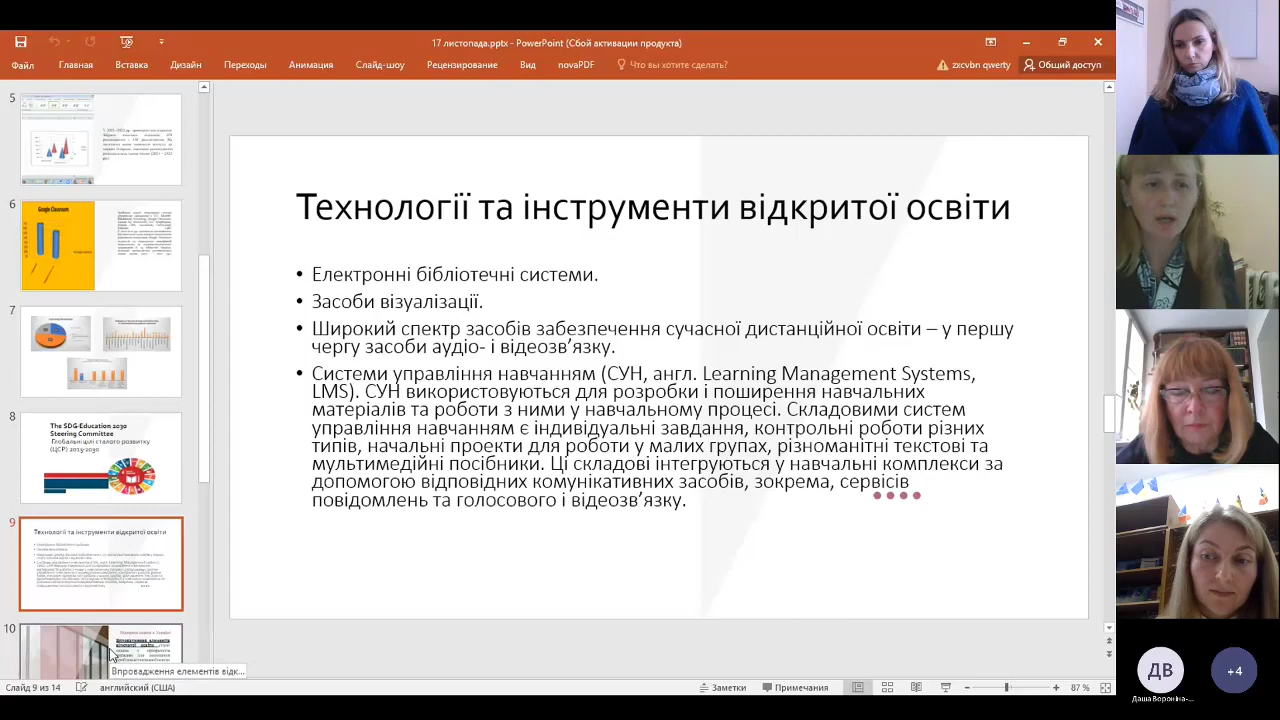 17 листопада.pptx - PowerPoint (Сбой активации продукта)
Файл Главная Вставка Дизайн Переходы Анимация Слайд-шоу Рецензирование Вид novaPDF Что вы хотите сделать? zxcvbn qwerty Общий доступ
5
6
Google Classroom
7
8
The SDG-Education 2030
Steering Committee
Глобальні цілі сталого розвитку
(ЦСР) 2015-2030
9
Технології та інструменти відкритої освіти
10
Впровадження елементів відк...
Технології та інструменти відкритої освіти
• Електронні бібліотечні системи.
• Засоби візуалізації.
• Широкий спектр засобів забезпечення сучасної дистанційної освіти – у першу
чергу засоби аудіо- і відеозв’язку.
• Системи управління навчанням (СУН, англ. Learning Management Systems,
LMS). СУН використовуються для розробки і поширення навчальних
матеріалів та роботи з ними у навчальному процесі. Складовими систем
управління навчанням є індивідуальні завдання, контрольні роботи різних
типів, начальні проекти для роботи у малих групах, різноманітні текстові та
мультимедійні посібники. Ці складові інтегруються у навчальні комплекси за
допомогою відповідних комунікативних засобів, зокрема, сервісів
повідомлень та голосового і відеозв’язку.
Слайд 9 из 14 английский (США) Заметки Примечания 87 %
ДВ
+4
Даша Вороніна-...